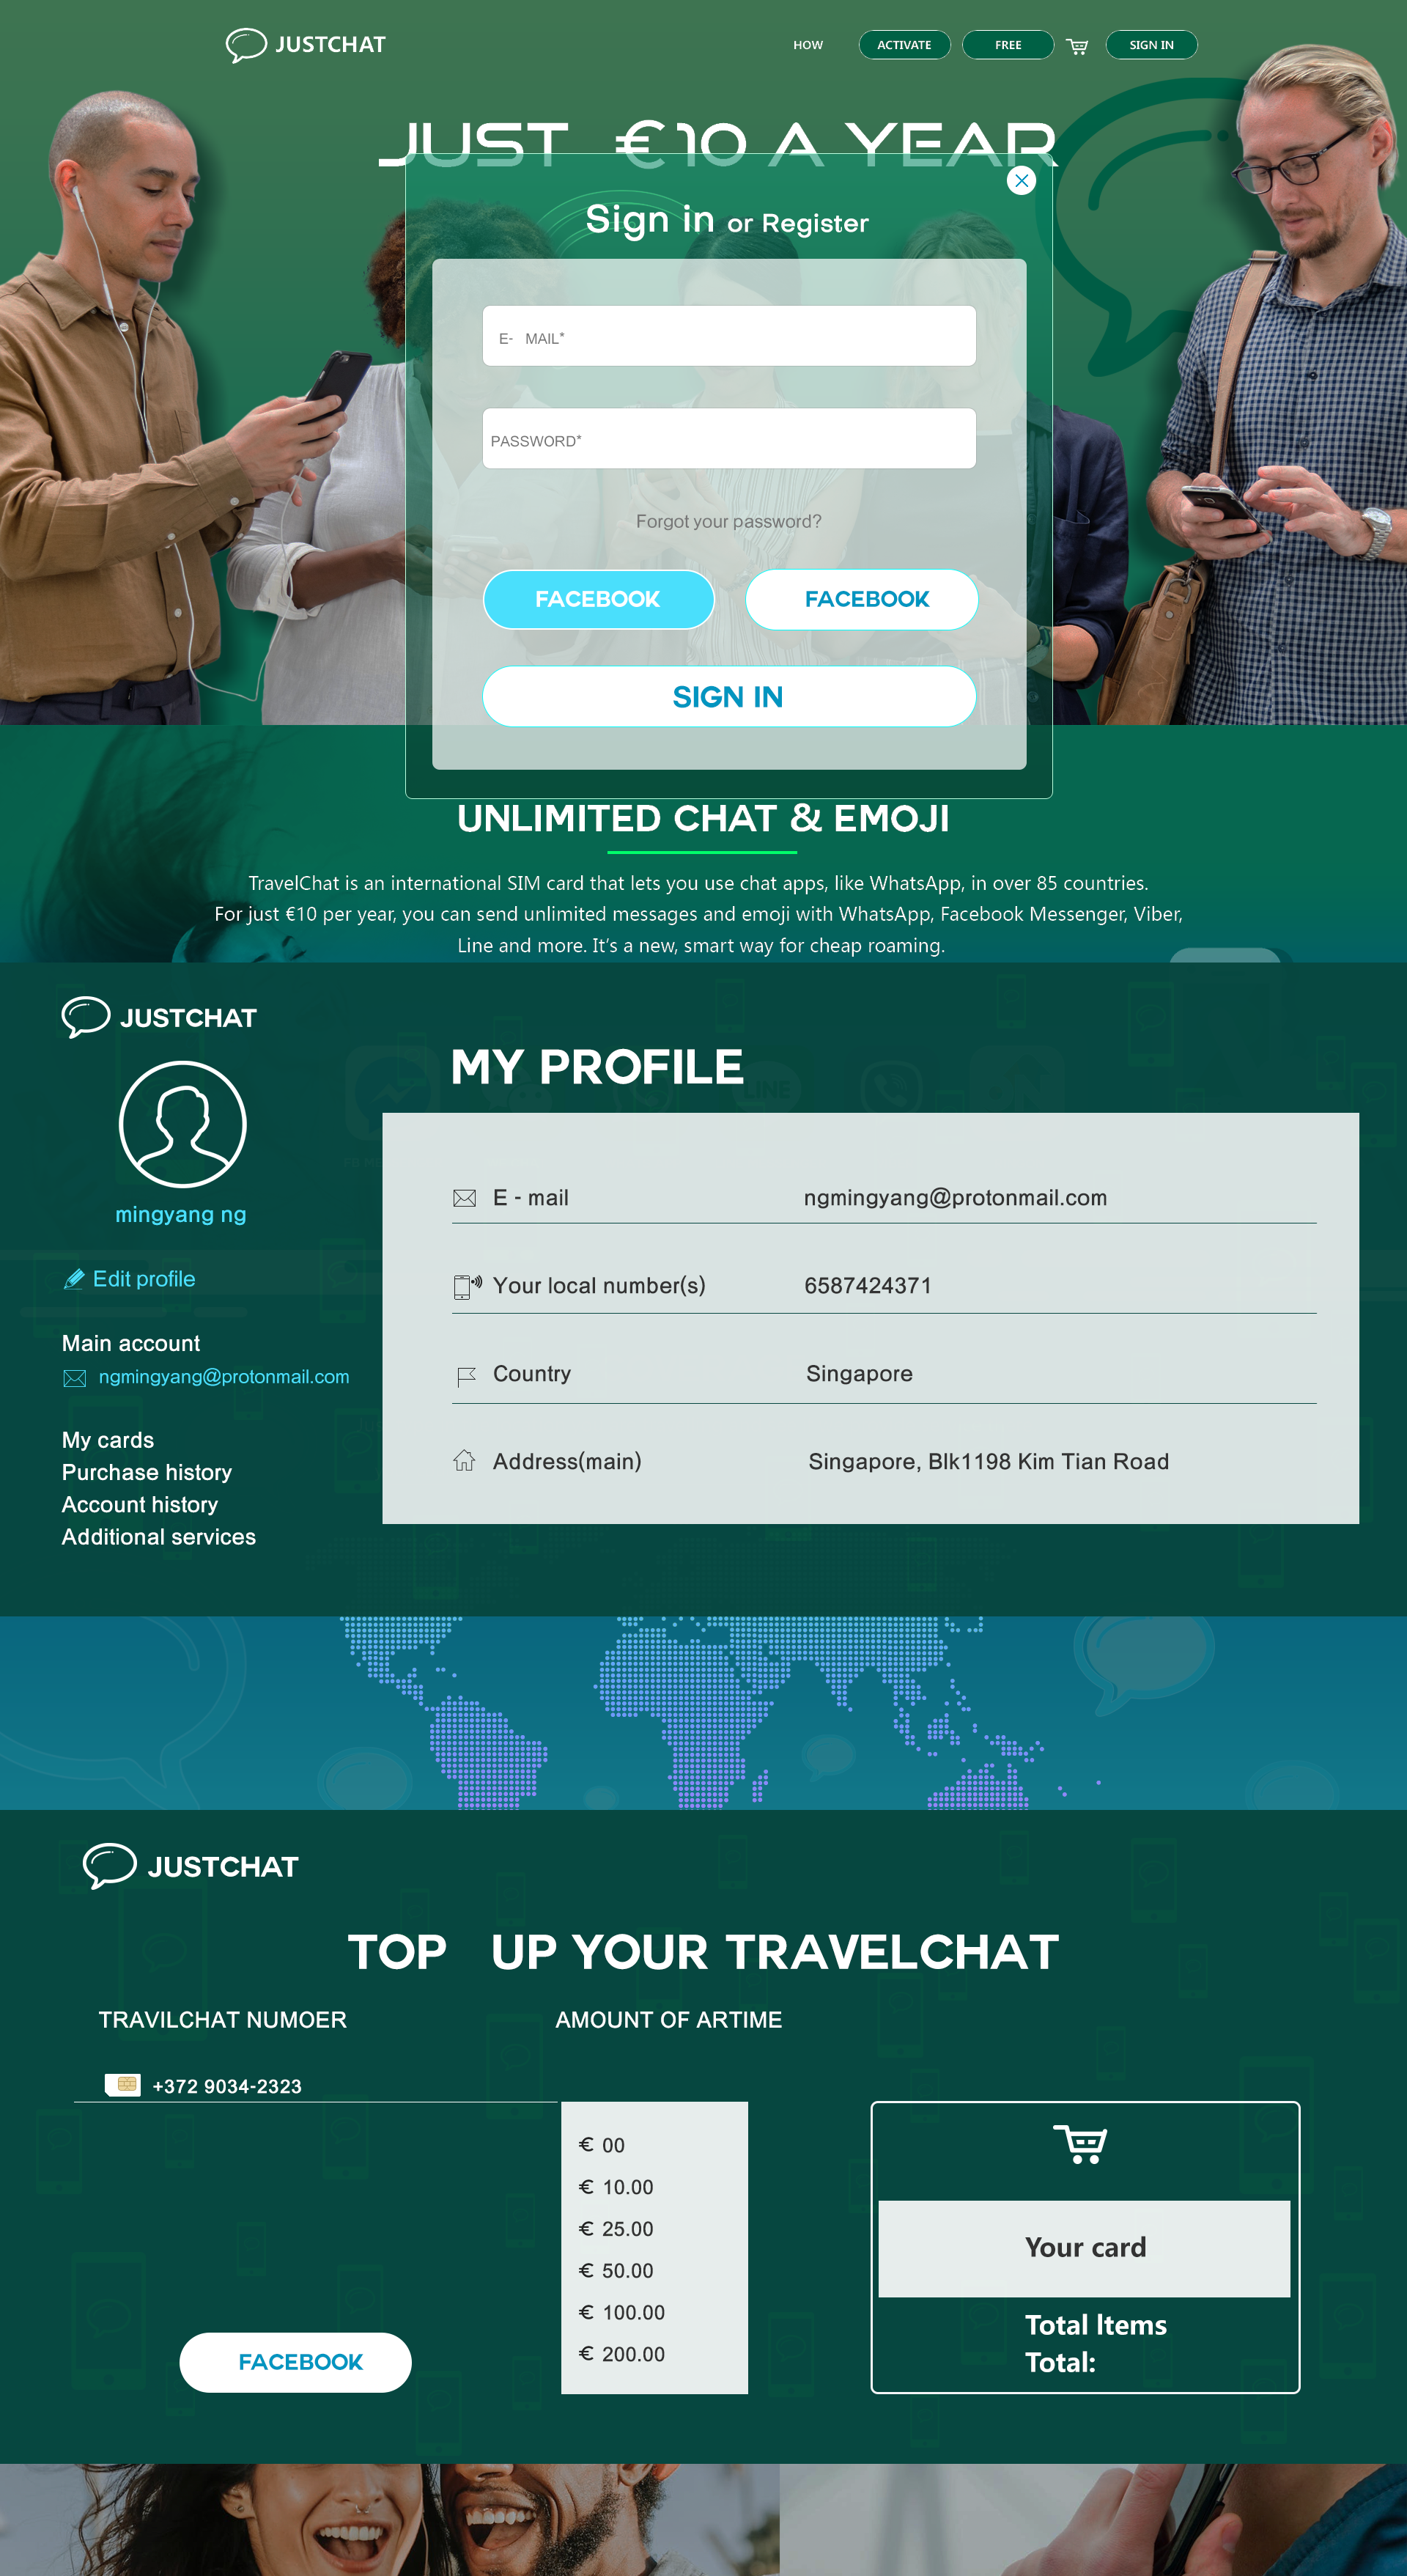 JUSTCHAT
HOW
ACTIVATE
FREE
SIGN IN
JUST €10 A YEAR
Sign in or Register
E- MAIL*
PASSWORD*
Forgot your password?
FACEBOOK
FACEBOOK
SIGN IN
UNLIMITED CHAT & EMOJI
TravelChat is an international SIM card that lets you use chat apps, like WhatsApp, in over 85 countries.
For just €10 per year, you can send unlimited messages and emoji with WhatsApp, Facebook Messenger, Viber,
Line and more. It's a new, smart way for cheap roaming.
JUSTCHAT
MY PROFILE
LINE
mingyang ng
Edit profile
Main account
ngmingyang@protonmail.com
My cards
Purchase history
Account history
Additional services
E - mail ngmingyang@protonmail.com
Your local number(s) 6587424371
Country Singapore
Address(main) Singapore, Blk1198 Kim Tian Road
JUSTCHAT
TOP UP YOUR TRAVELCHAT
TRAVILCHAT NUMOER
AMOUNT OF ARTIME
+372 9034-2323
€ 00
€ 10.00
€ 25.00
€ 50.00
€ 100.00
€ 200.00
FACEBOOK
Your card
Total Items
Total: